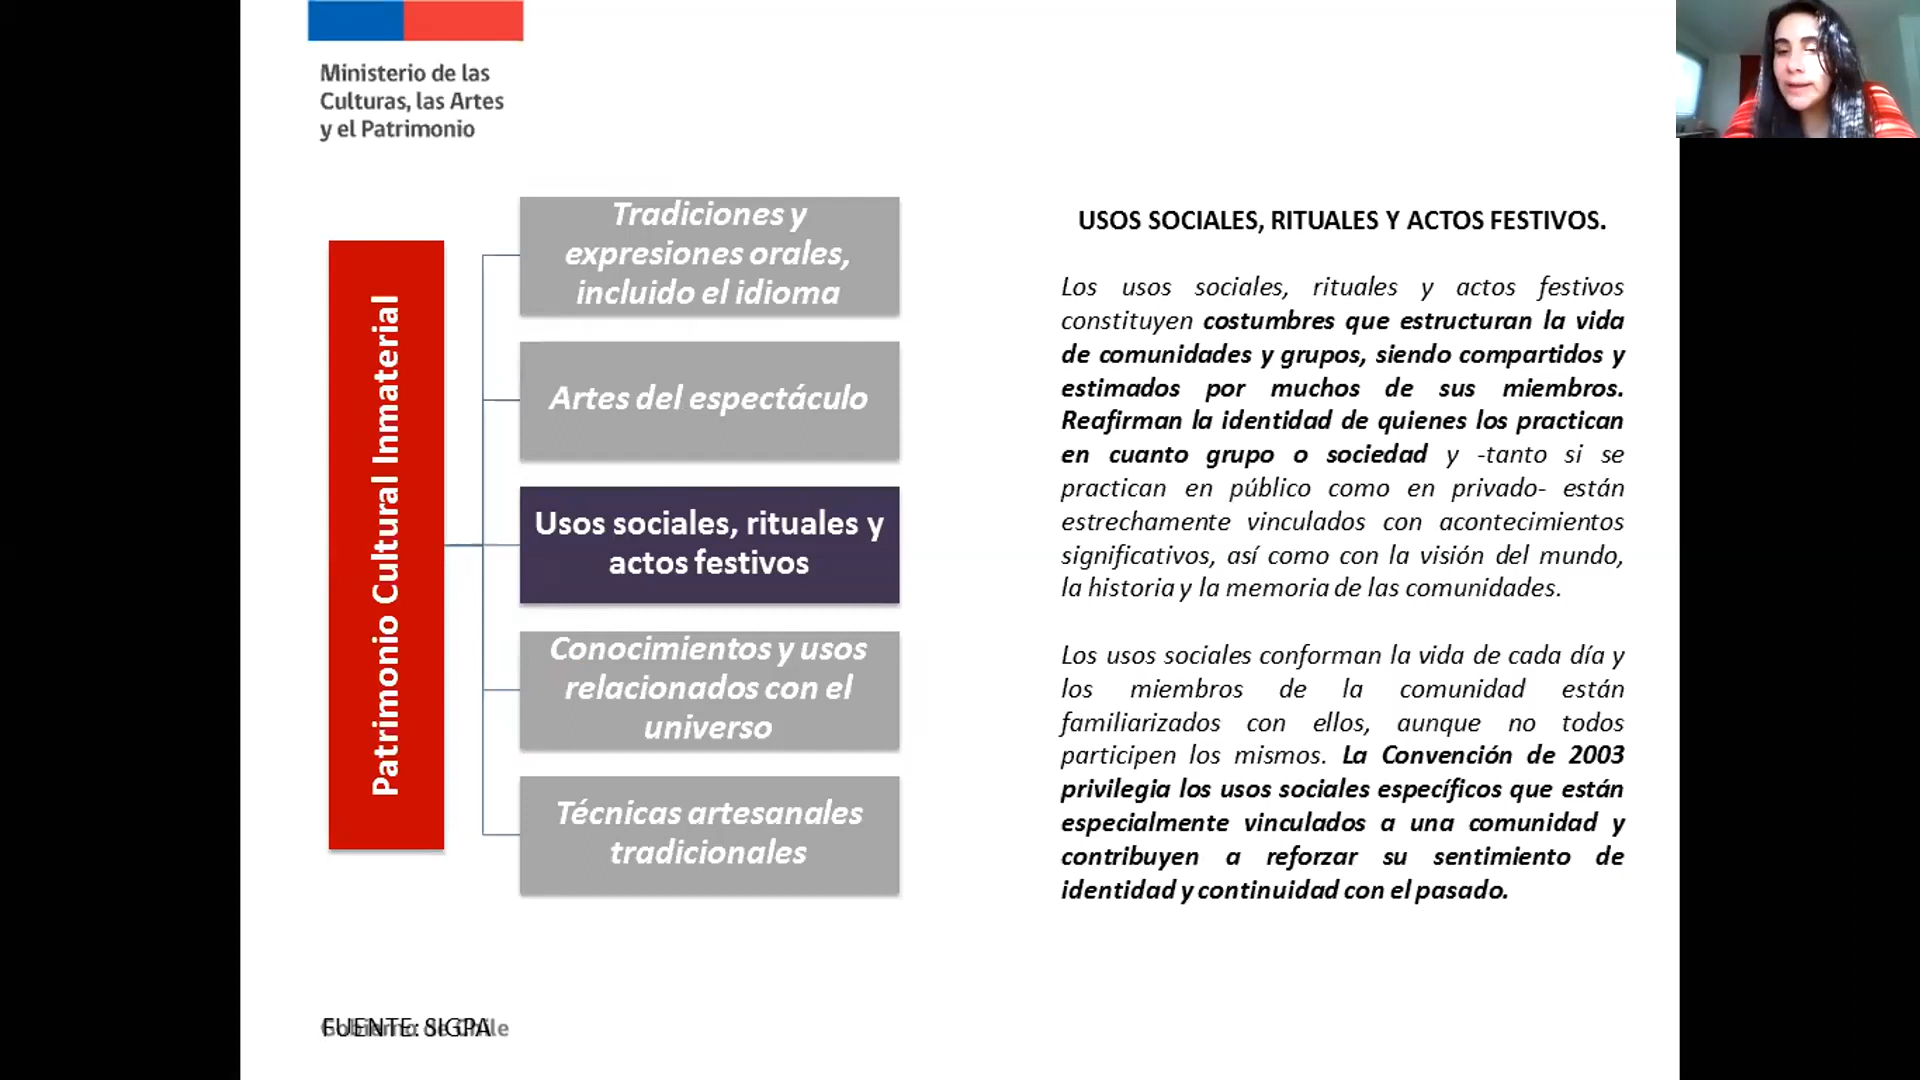 Ministerio de las
Culturas, las Artes
y el Patrimonio
Patrimonio Cultural Inmaterial
Tradiciones y
expresiones orales,
incluido el idioma
Artes del espectáculo
Usos sociales, rituales y
actos festivos
Conocimientos y usos
relacionados con el
universo
Técnicas artesanales
tradicionales
USOS SOCIALES, RITUALES Y ACTOS FESTIVOS.
Los usos sociales, rituales y actos festivos
constituyen costumbres que estructuran la vida
de comunidades y grupos, siendo compartidos y
estimados por muchos de sus miembros.
Reafirman la identidad de quienes los practican
en cuanto grupo o sociedad y -tanto si se
practican en público como en privado- están
estrechamente vinculados con acontecimientos
significativos, así como con la visión del mundo,
la historia y la memoria de las comunidades.
Los usos sociales conforman la vida de cada día y
los miembros de la comunidad están
familiarizados con ellos, aunque no todos
participen los mismos. La Convención de 2003
privilegia los usos sociales específicos que están
especialmente vinculados a una comunidad y
contribuyen a reforzar su sentimiento de
identidad y continuidad con el pasado.
FUENTE: SIGPA
Gobierno de Chile